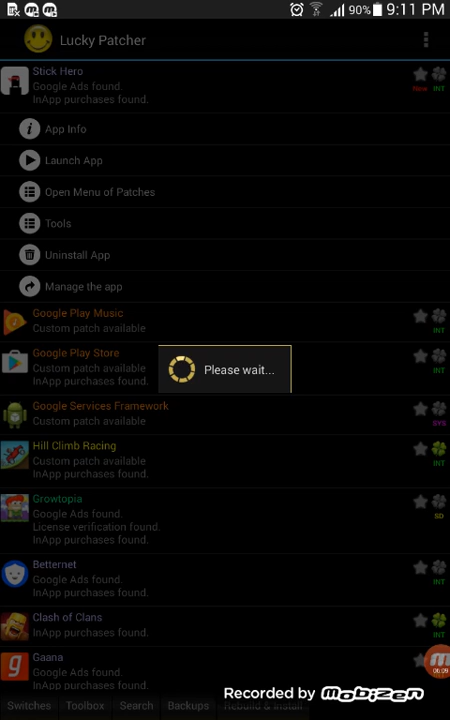 90% 9:11 PM
Lucky Patcher
Stick Hero
Google Ads found.
InApp purchases found.
New INT
App Info
Launch App
Open Menu of Patches
Tools
Uninstall App
Manage the app
Google Play Music
Custom patch available
INT
Google Play Store
Custom patch available
InApp purchases found.
INT
Please wait...
Google Services Framework
Custom patch available
SYS
Hill Climb Racing
Custom patch available
InApp purchases found.
INT
Growtopia
Google Ads found.
License verification found.
InApp purchases found.
SD
Betternet
Google Ads found.
InApp purchases found.
INT
Clash of Clans
InApp purchases found.
INT
Gaana
Google Ads found.
InApp purchases found.
06:09
Switches Toolbox Search Backups Rebuild & Install
Recorded by mobizen